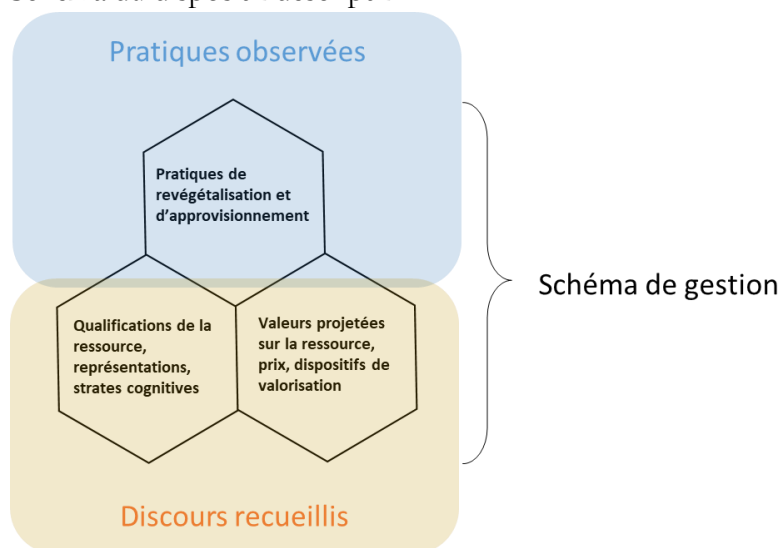 Pratiques observées
Pratiques de
revégétalisation et
d’approvisionnement
Qualifications de la
ressource,
représentations,
strates cognitives
Valeurs projetées
sur la ressource,
prix, dispositifs de
valorisation
Schéma de gestion
Discours recueillis